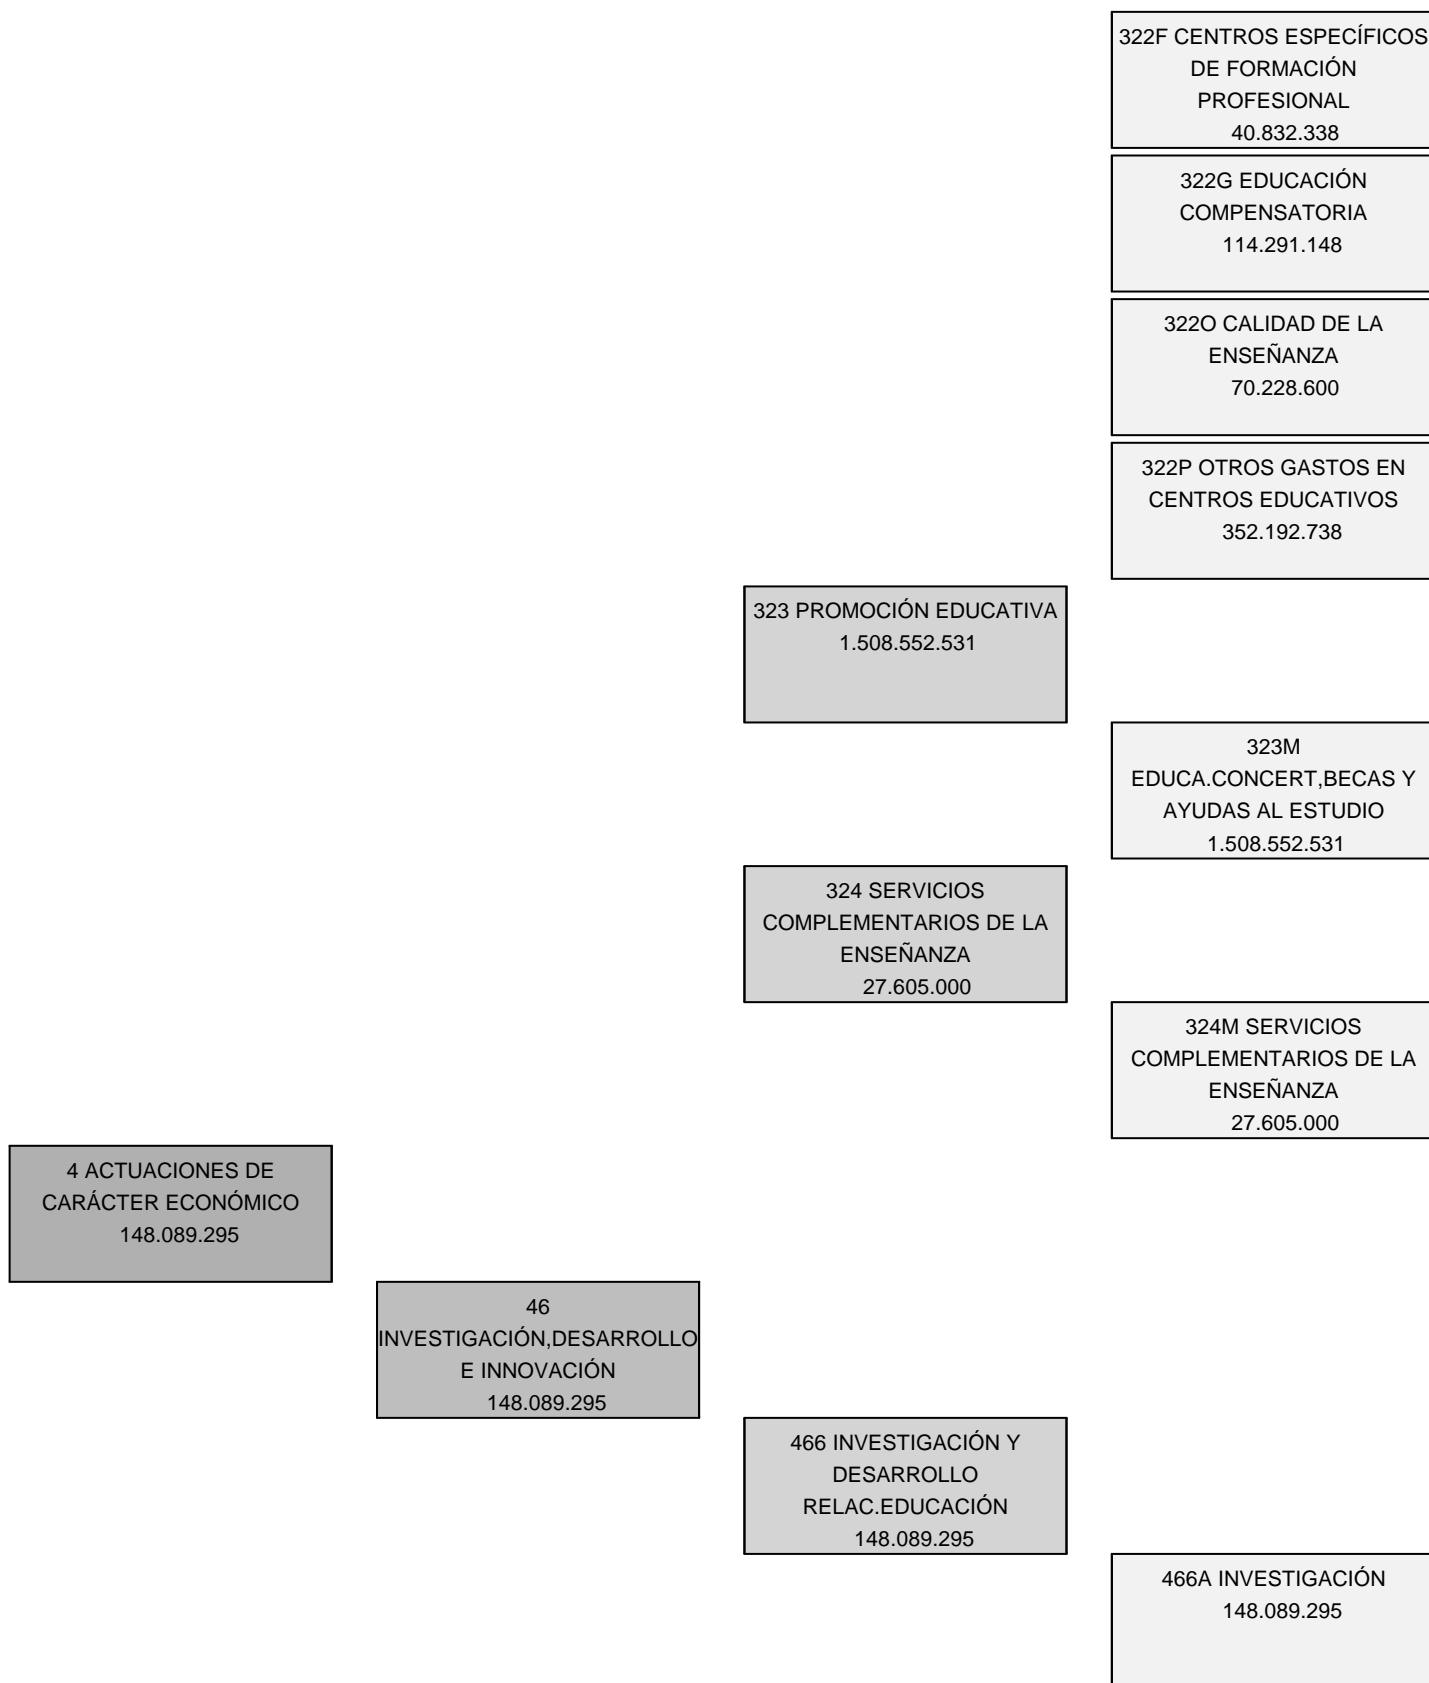 322F CENTROS ESPECÍFICOS
DE FORMACIÓN
PROFESIONAL
40.832.338
322G EDUCACIÓN
COMPENSATORIA
114.291.148
322O CALIDAD DE LA
ENSEÑANZA
70.228.600
322P OTROS GASTOS EN
CENTROS EDUCATIVOS
352.192.738
323 PROMOCIÓN EDUCATIVA
1.508.552.531
323M
EDUCA.CONCERT,BECAS Y
AYUDAS AL ESTUDIO
1.508.552.531
324 SERVICIOS
COMPLEMENTARIOS DE LA
ENSEÑANZA
27.605.000
324M SERVICIOS
COMPLEMENTARIOS DE LA
ENSEÑANZA
27.605.000
4 ACTUACIONES DE
CARÁCTER ECONÓMICO
148.089.295
46
INVESTIGACIÓN,DESARROLLO
E INNOVACIÓN
148.089.295
466 INVESTIGACIÓN Y
DESARROLLO
RELAC.EDUCACIÓN
148.089.295
466A INVESTIGACIÓN
148.089.295